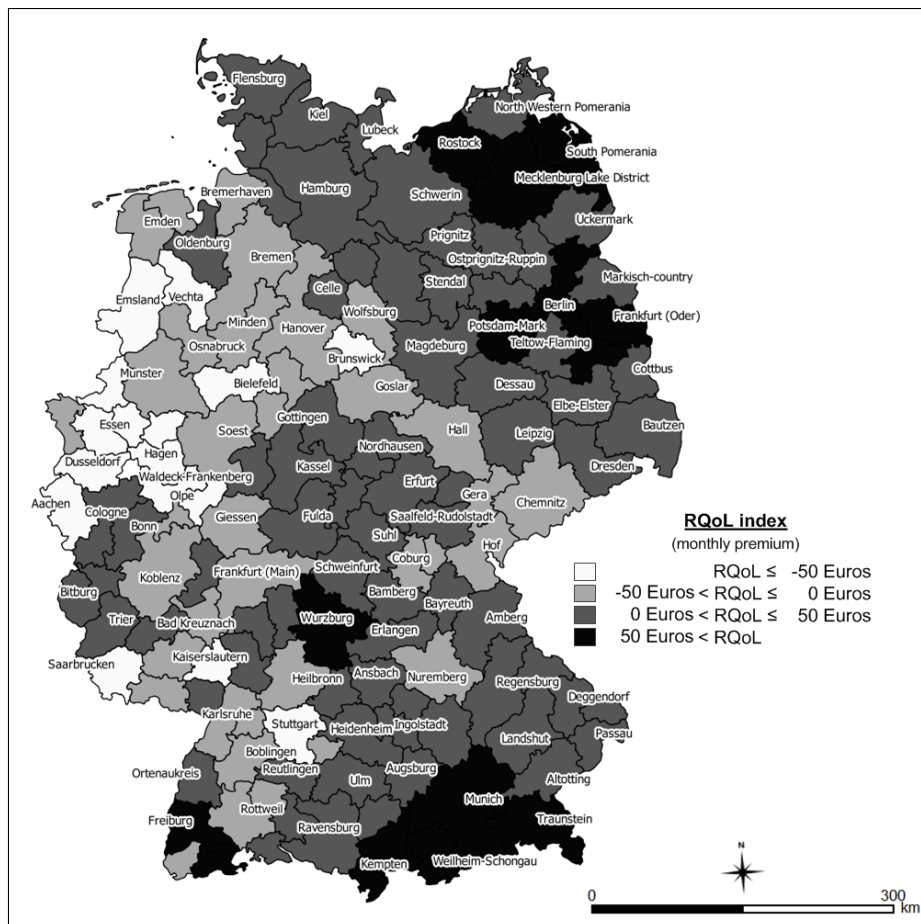 Flensburg
Kiel
Lubeck
North Western Pomerania
Rostock
South Pomerania
Mecklenburg Lake District
Bremerhaven
Hamburg
Schwerin
Emden
Uckermark
Oldenburg
Prignitz
Bremen
Ostprignitz-Ruppin
Stendal
Markisch-country
Emsland
Vechta
Celle
Berlin
Wolfsburg
Frankfurt (Oder)
Minden
Hanover
Potsdam-Mark
Osnabruck
Magdeburg
Teltow-Flaming
Brunswick
Cottbus
Munster
Bielefeld
Goslar
Dessau
Elbe-Elster
Gottingen
Essen
Soest
Hall
Leipzig
Bautzen
Nordhausen
Hagen
Dusseldorf
Kassel
Dresden
Waldeck-Frankenberg
Erfurt
Olpe
Gera
Aachen
Chemnitz
Cologne
Giessen
Fulda
Saalfeld-Rudolstadt
Bonn
Suhl
Hof
Coburg
Koblenz
Frankfurt (Main)
Schweinfurt
Bitburg
Bamberg
Bayreuth
Trier
Bad Kreuznach
Wurzburg
Amberg
Erlangen
Saarbrucken
Kaiserslautern
Heilbronn
Ansbach
Nuremberg
Regensburg
Deggendorf
Karlsruhe
Stuttgart
Heidenheim
Ingolstadt
Passau
Landshut
Boblingen
Ortenaukreis
Reutlingen
Ulm
Augsburg
Altotting
Munich
Rottweil
Freiburg
Ravensburg
Traunstein
Kempten
Weilheim-Schongau
RQoL index
(monthly premium)
RQoL ≤ -50 Euros
-50 Euros < RQoL ≤ 0 Euros
0 Euros < RQoL ≤ 50 Euros
50 Euros < RQoL
N
0 300
km